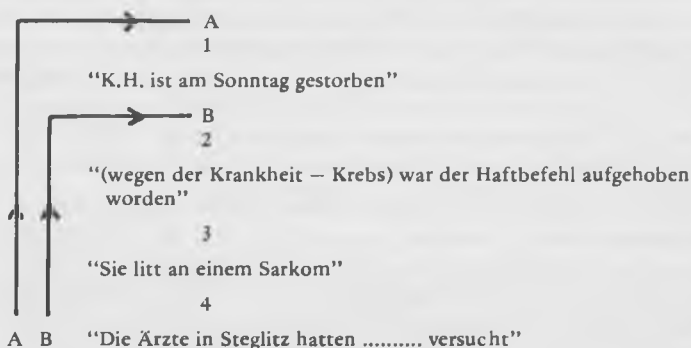 A
1
“K.H. ist am Sonntag gestorben”
B
2
“(wegen der Krankheit – Krebs) war der Haftbefehl aufgehoben
worden”
3
“Sie litt an einem Sarkom”
4
A B “Die Ärzte in Steglitz hatten .......... versucht”